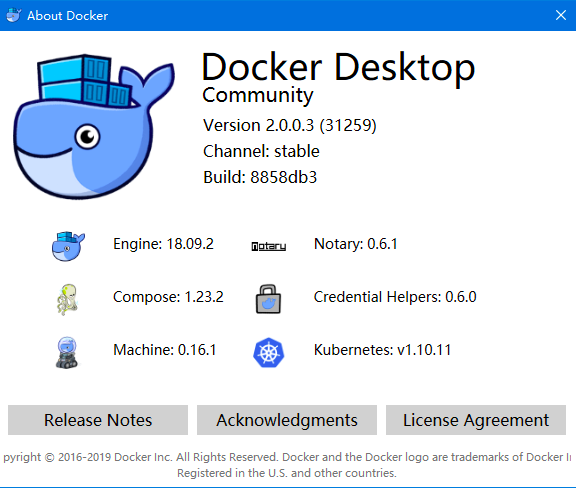 About Docker
Docker Desktop
Community
Version 2.0.0.3 (31259)
Channel: stable
Build: 8858db3
Engine: 18.09.2
notary
Notary: 0.6.1
Compose: 1.23.2
Credential Helpers: 0.6.0
Machine: 0.16.1
Kubernetes: v1.10.11
Release Notes
Acknowledgments
License Agreement
pyright © 2016-2019 Docker Inc. All Rights Reserved. Docker and the Docker logo are trademarks of Docker In
Registered in the U.S. and other countries.